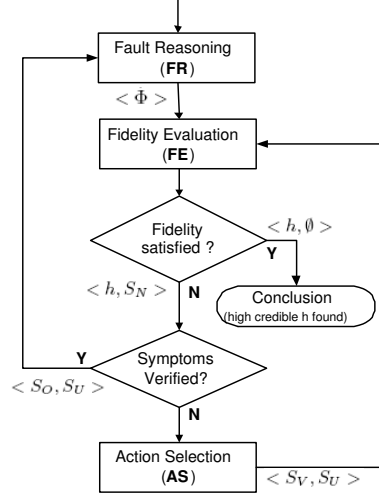 Fault Reasoning
(FR)
< Φ̂ >
Fidelity Evaluation
(FE)
Fidelity
satisfied ?
< h, ∅ >
Y
< h, S_N >
N
Conclusion
(high credible h found)
Symptoms
Verified?
Y
< S_O, S_U >
N
Action Selection
(AS)
< S_V, S_U >